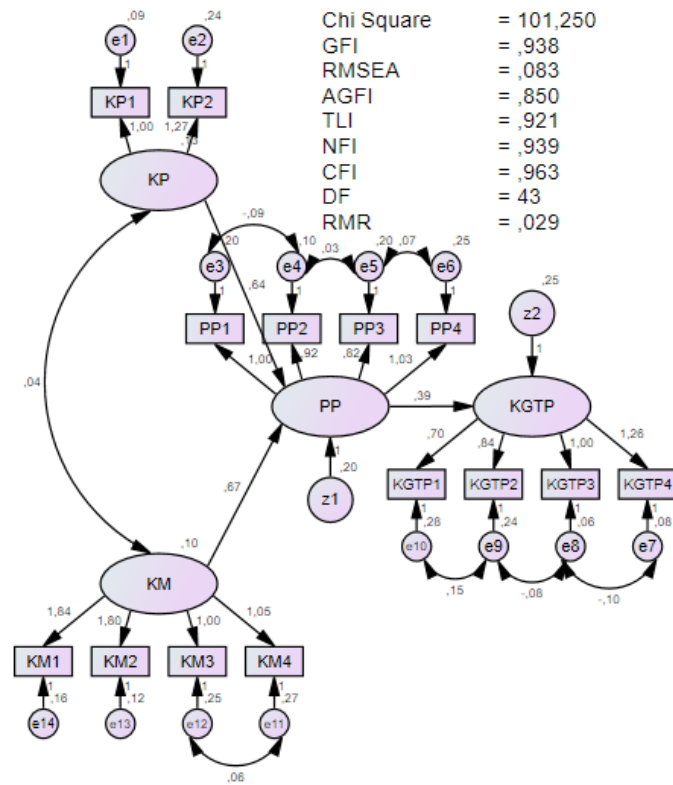 ,09 ,24
e1 e2
1 1
KP1 KP2
1,00 1,27
KP
Chi Square = 101,250
GFI = ,938
RMSEA = ,083
AGFI = ,850
TLI = ,921
NFI = ,939
CFI = ,963
DF = 43
RMR = ,029
-,09
,20 ,10 ,03 ,20 ,07 ,25
e3 e4 e5 e6
,64
1 1 1 1
PP1 PP2 PP3 PP4
1,00 ,92 ,82 1,03
,25
z2
1
,04
PP ,39 KGTP
,67
1
,20
z1
,70 ,84 1,00 1,26
KGTP1 KGTP2 KGTP3 KGTP4
1 1 1 1
,28 ,24 ,06 ,08
e10 e9 e8 e7
,15 -,08 -,10
,10
KM
1,84 1,80 1,00 1,05
KM1 KM2 KM3 KM4
1 1 1 1
,16 ,12 ,25 ,27
e14 e13 e12 e11
,06